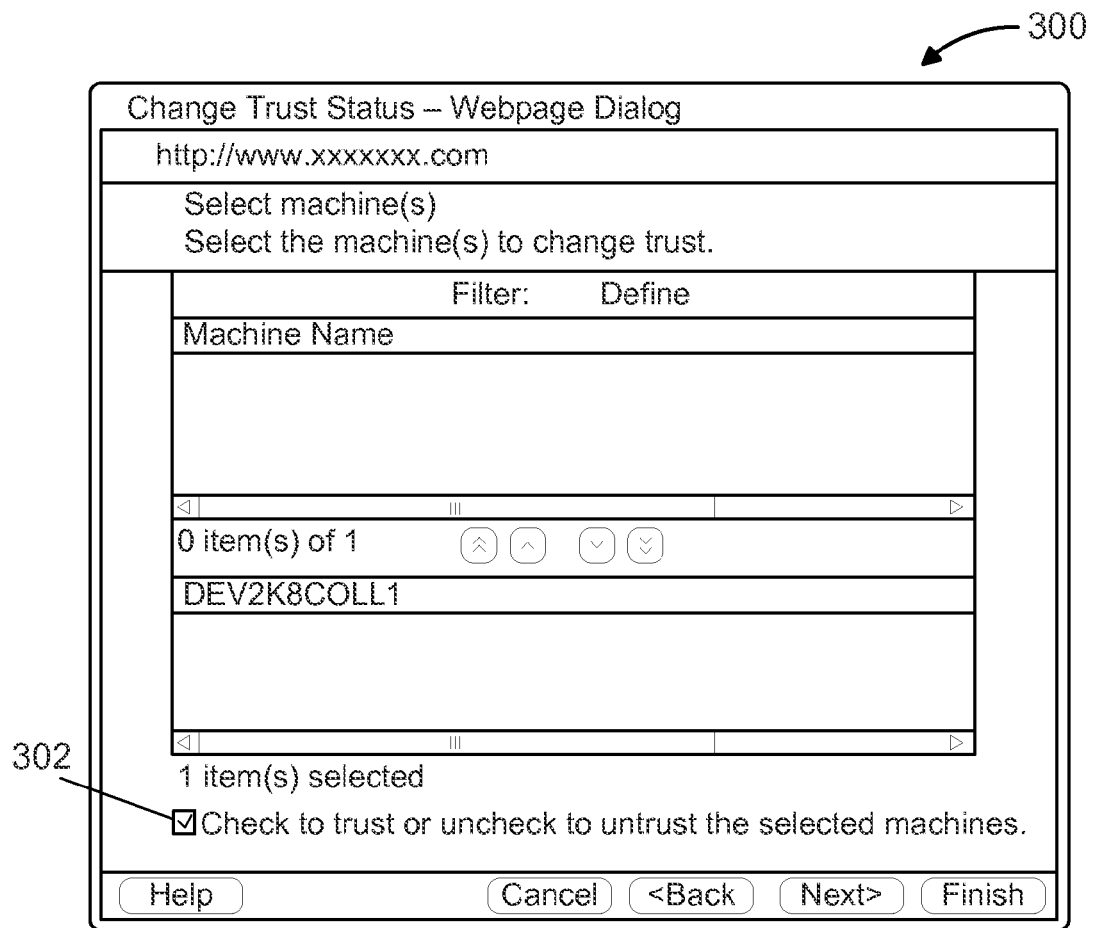 300
Change Trust Status – Webpage Dialog
http://www.xxxxxxx.com
Select machine(s)
Select the machine(s) to change trust.
Filter: Define
Machine Name
0 item(s) of 1
DEV2K8COLL1
302
1 item(s) selected
Check to trust or uncheck to untrust the selected machines.
Help Cancel <Back Next> Finish